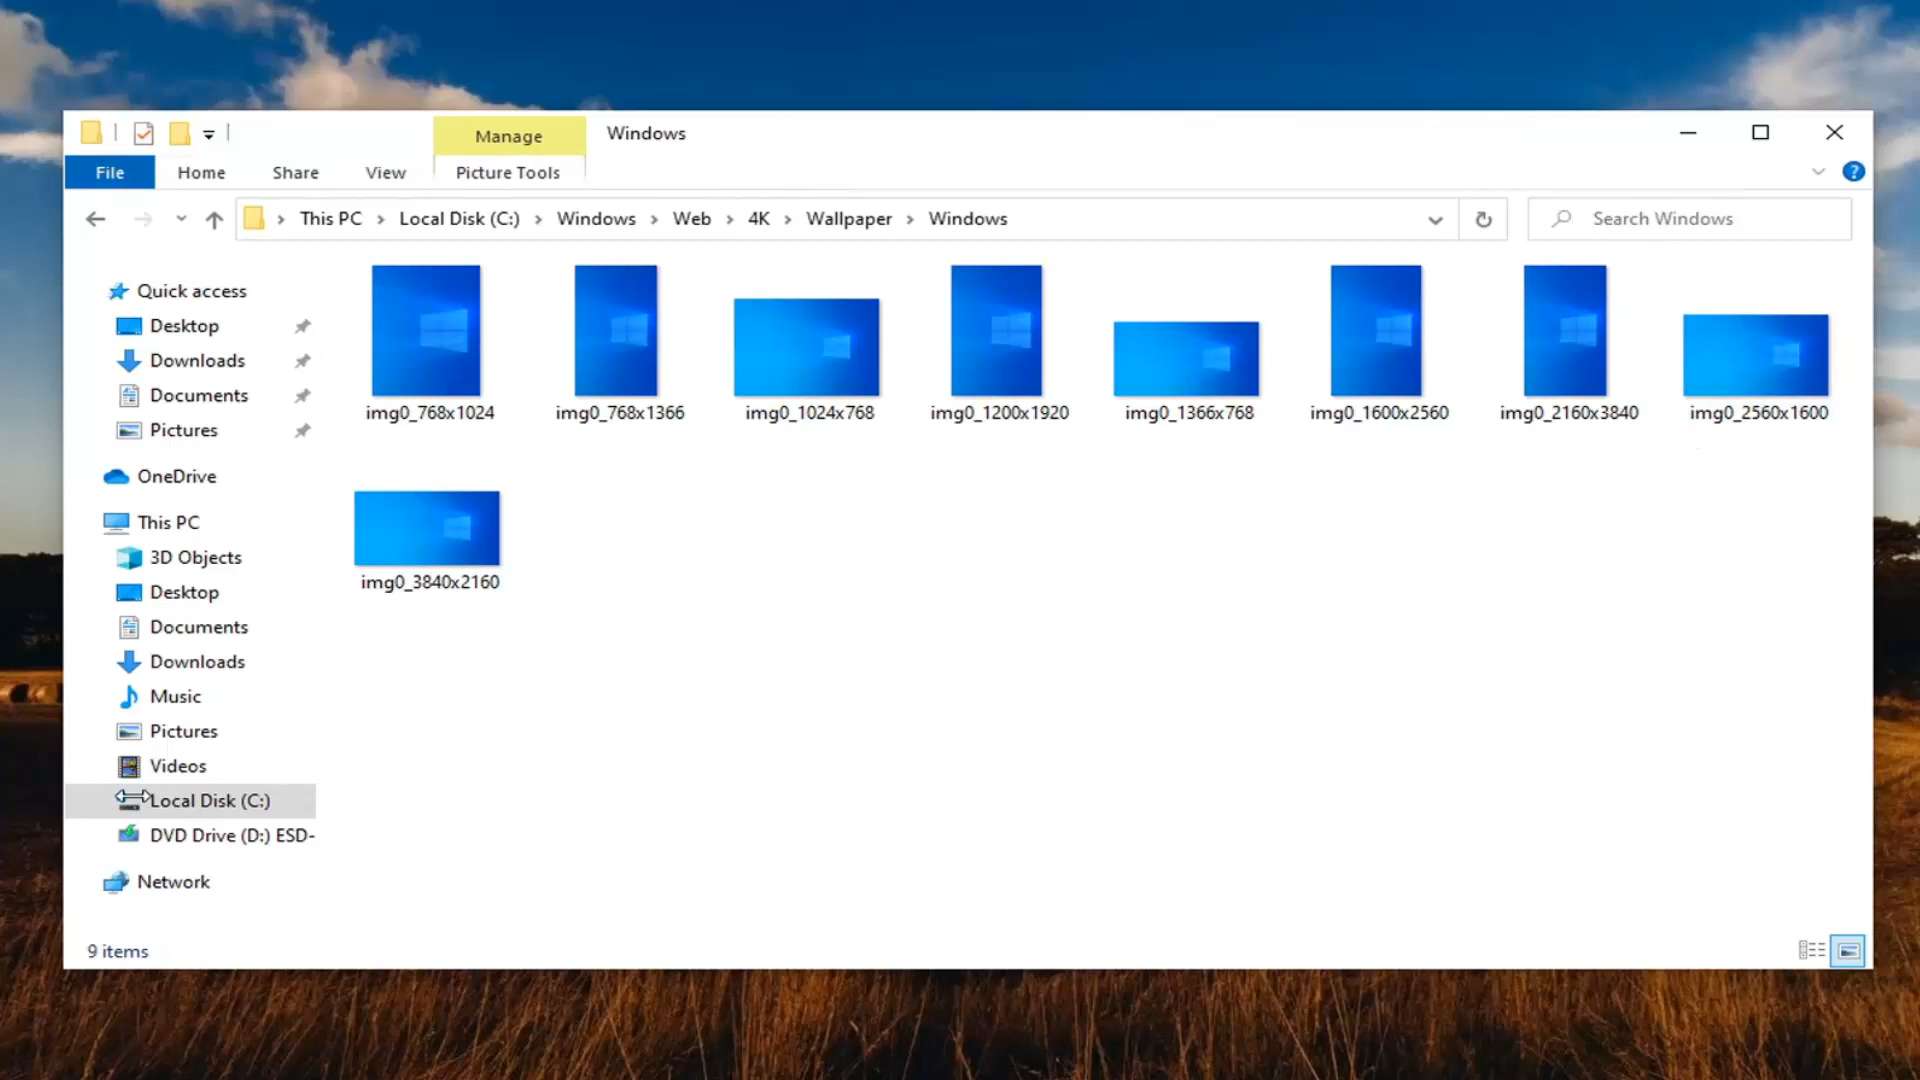 Manage
Windows
File
Home
Share
View
Picture Tools
This PC
Local Disk (C:)
Windows
Web
4K
Wallpaper
Windows
Search Windows
Quick access
Desktop
Downloads
Documents
Pictures
OneDrive
This PC
3D Objects
Desktop
Documents
Downloads
Music
Pictures
Videos
Local Disk (C:)
DVD Drive (D:) ESD-
Network
img0_768x1024
img0_768x1366
img0_1024x768
img0_1200x1920
img0_1366x768
img0_1600x2560
img0_2160x3840
img0_2560x1600
img0_3840x2160
9 items